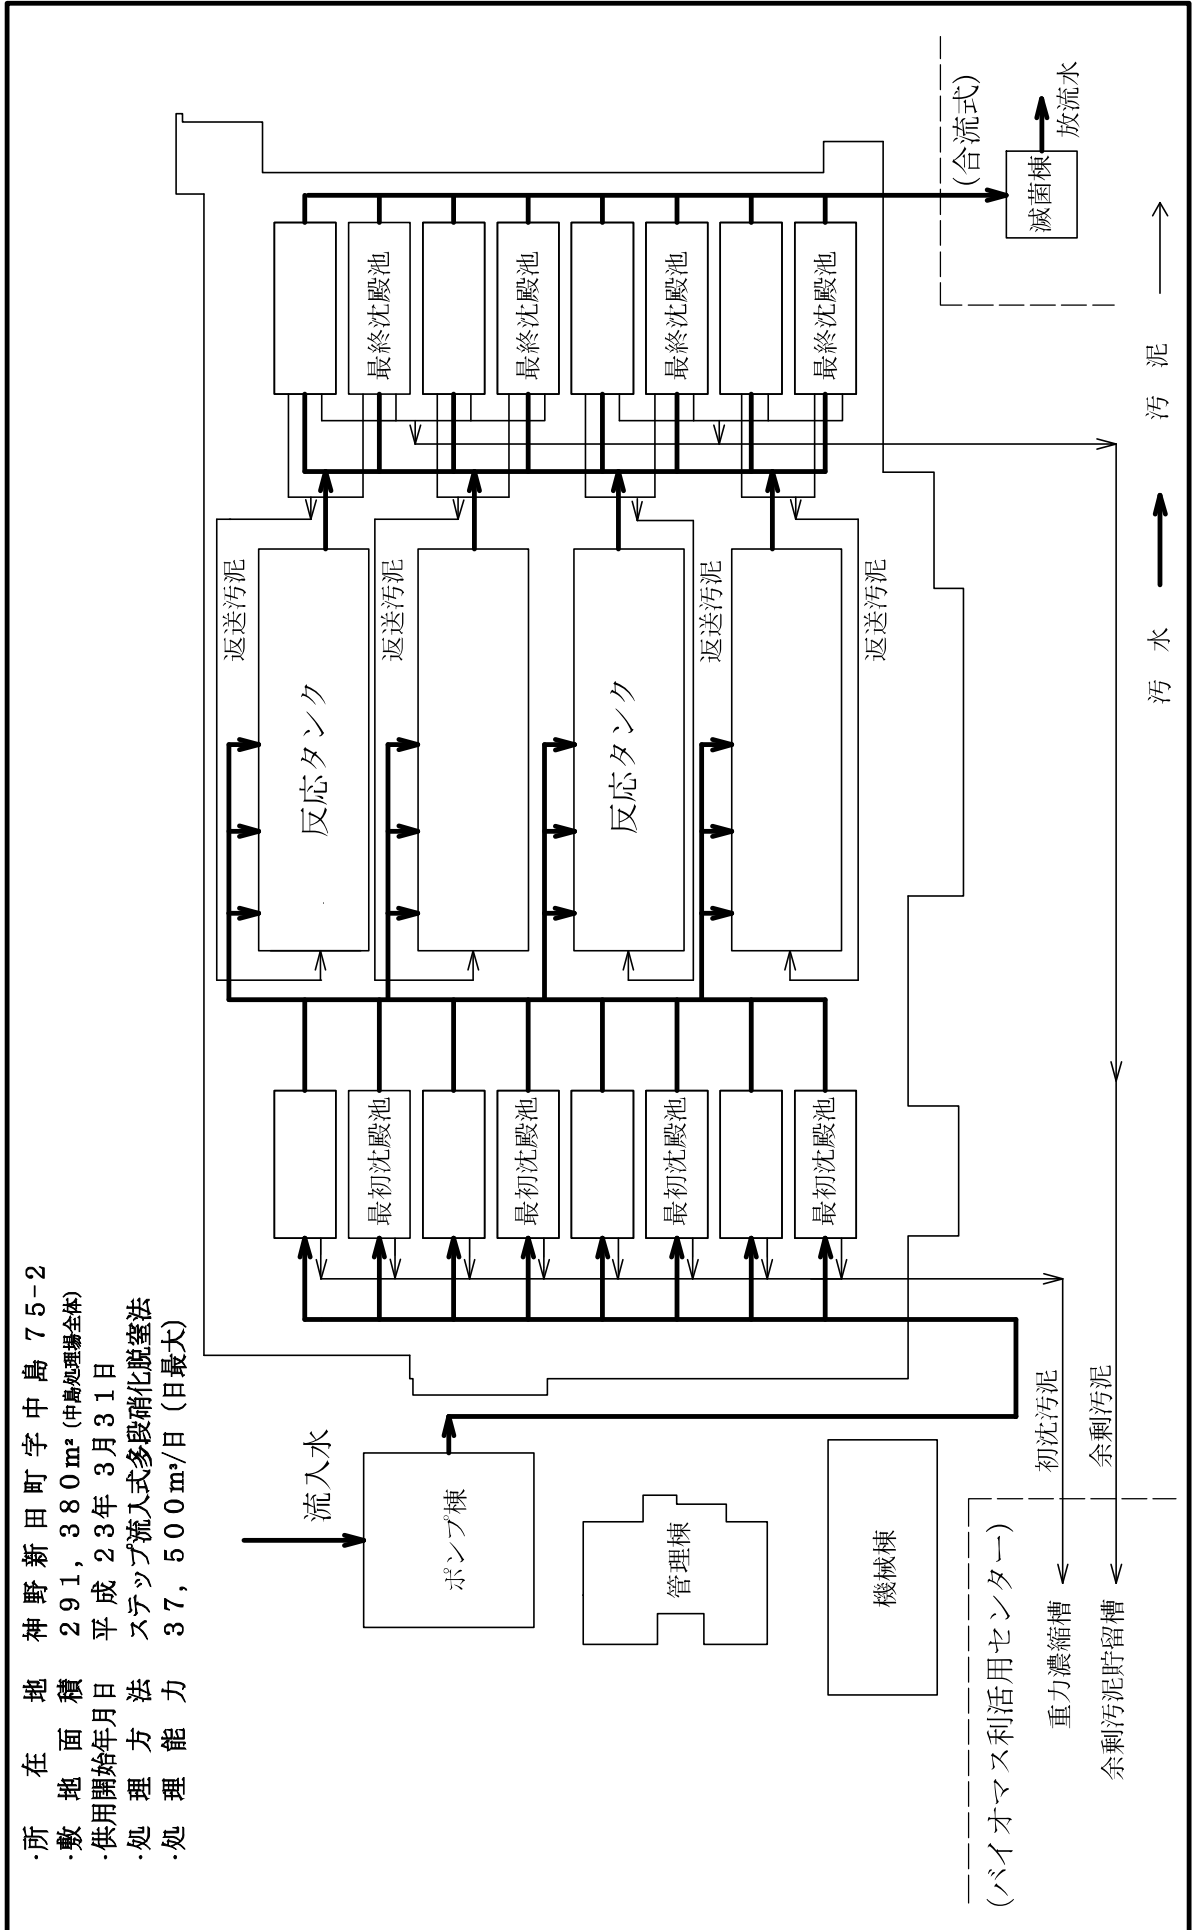 ・所在地 神野新田町字中島 75-2
・敷地面積 291,380m² (中島処理場全体)
・供用開始年月日 平成 23年 3月31日
・処理方法 ステップ流入式多段硝化脱窒法
・処理能力 37,500m³/日 (日最大)
流入水
ポンプ棟
管理棟
機械棟
(バイオマス利活用センター)
重力濃縮槽
余剰汚泥貯留槽
初沈汚泥
余剰汚泥
最初沈殿池
最初沈殿池
最初沈殿池
最初沈殿池
反応タンク
反応タンク
返送汚泥
返送汚泥
返送汚泥
返送汚泥
最終沈殿池
最終沈殿池
最終沈殿池
最終沈殿池
(合流式)
滅菌棟
放流水
汚水
汚泥